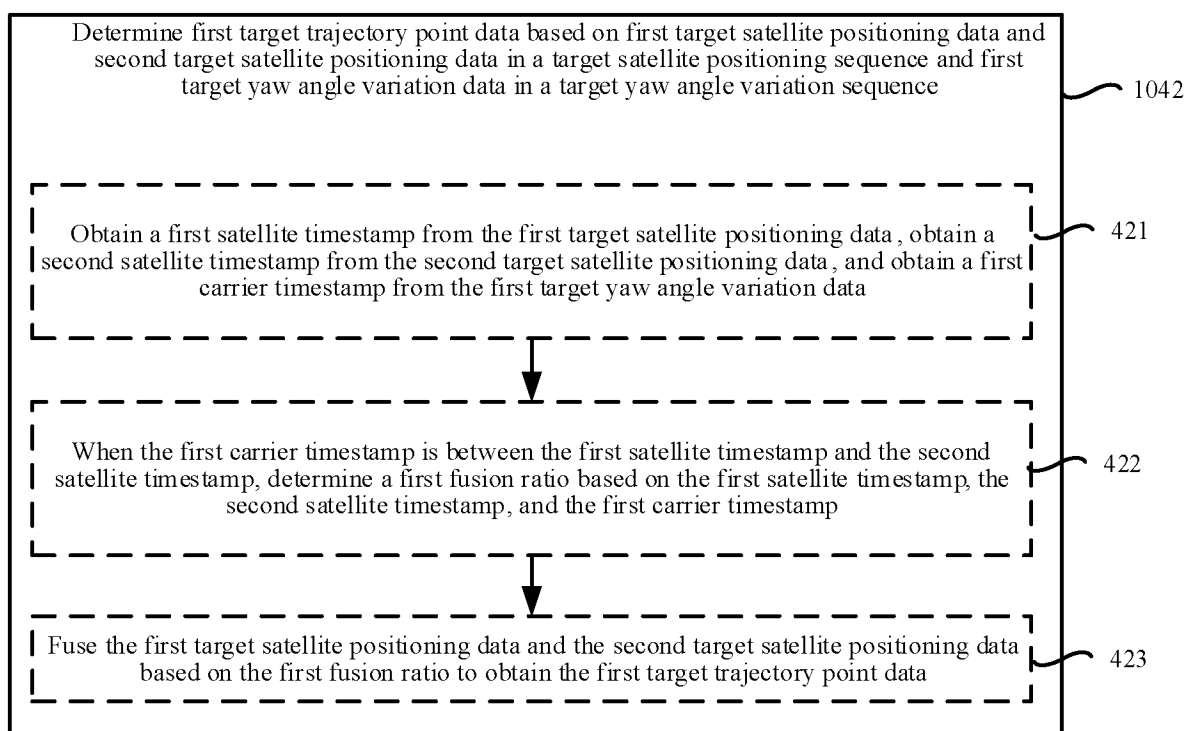 Determine first target trajectory point data based on first target satellite positioning data and
second target satellite positioning data in a target satellite positioning sequence and first
target yaw angle variation data in a target yaw angle variation sequence
1042
Obtain a first satellite timestamp from the first target satellite positioning data, obtain a
second satellite timestamp from the second target satellite positioning data, and obtain a first
carrier timestamp from the first target yaw angle variation data
421
When the first carrier timestamp is between the first satellite timestamp and the second
satellite timestamp, determine a first fusion ratio based on the first satellite timestamp, the
second satellite timestamp, and the first carrier timestamp
422
Fuse the first target satellite positioning data and the second target satellite positioning data
based on the first fusion ratio to obtain the first target trajectory point data
423